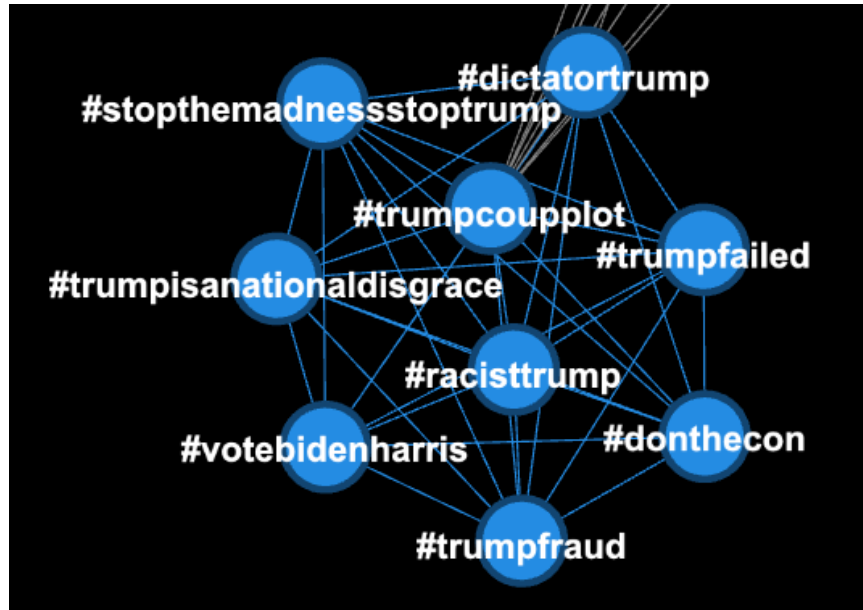 #dictatortrump
#stopthemadnessstoptrump
#trumpcoupplot
#trumpfailed
#trumpisanationaldisgrace
#racisttrump
#donthecon
#votebidenharris
#trumpfraud